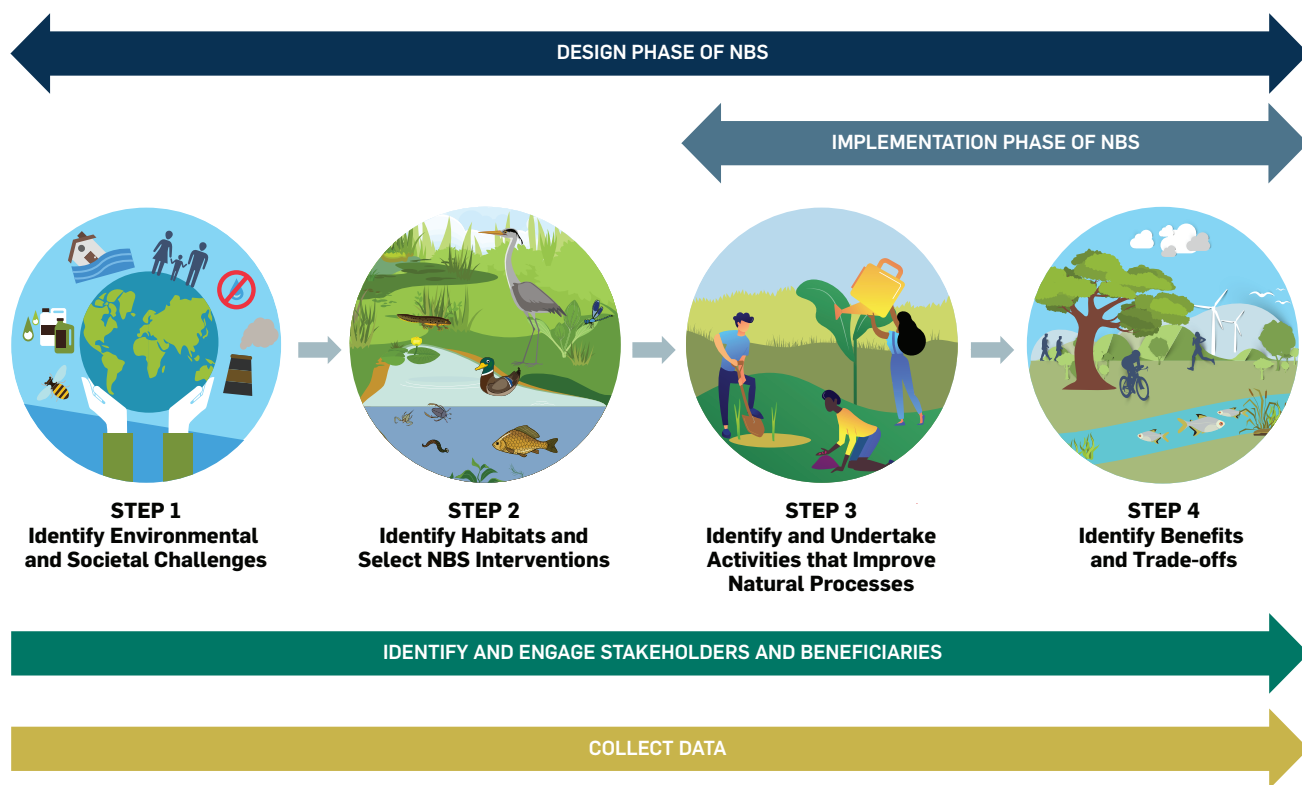 DESIGN PHASE OF NBS
IMPLEMENTATION PHASE OF NBS
STEP 1
Identify Environmental
and Societal Challenges
STEP 2
Identify Habitats and
Select NBS Interventions
STEP 3
Identify and Undertake
Activities that Improve
Natural Processes
STEP 4
Identify Benefits
and Trade-offs
IDENTIFY AND ENGAGE STAKEHOLDERS AND BENEFICIARIES
COLLECT DATA